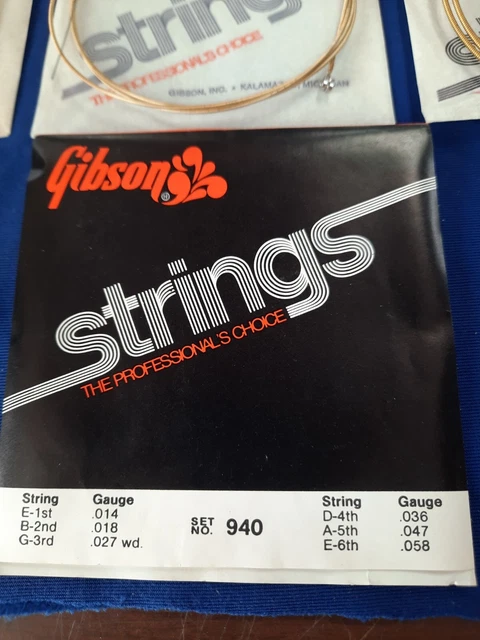 strings
THE PROFESSIONAL'S CHOICE
GIBSON, INC. • KALAMAZOO, MICHIGAN
Gibson®
strings
THE PROFESSIONAL'S CHOICE
String Gauge
E-1st .014
B-2nd .018
G-3rd .027 wd.
SET NO. 940
String Gauge
D-4th .036
A-5th .047
E-6th .058